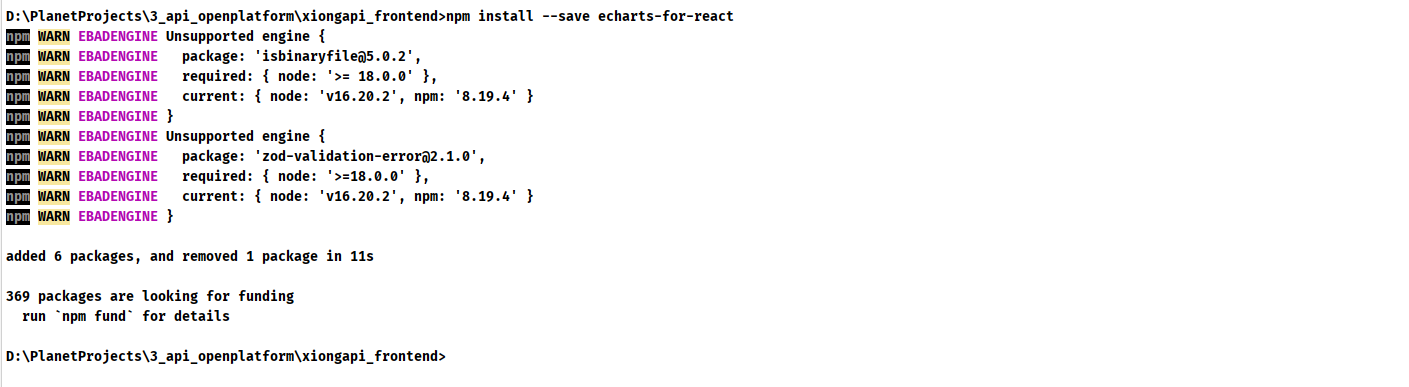 D:\PlanetProjects\3_api_openplatform\xiongapi_frontend>npm install --save echarts-for-react
npm WARN EBADENGINE Unsupported engine {
npm WARN EBADENGINE   package: 'isbinaryfile@5.0.2',
npm WARN EBADENGINE   required: { node: '>= 18.0.0' },
npm WARN EBADENGINE   current: { node: 'v16.20.2', npm: '8.19.4' }
npm WARN EBADENGINE }
npm WARN EBADENGINE Unsupported engine {
npm WARN EBADENGINE   package: 'zod-validation-error@2.1.0',
npm WARN EBADENGINE   required: { node: '>=18.0.0' },
npm WARN EBADENGINE   current: { node: 'v16.20.2', npm: '8.19.4' }
npm WARN EBADENGINE }
added 6 packages, and removed 1 package in 11s
369 packages are looking for funding
  run `npm fund` for details
D:\PlanetProjects\3_api_openplatform\xiongapi_frontend>